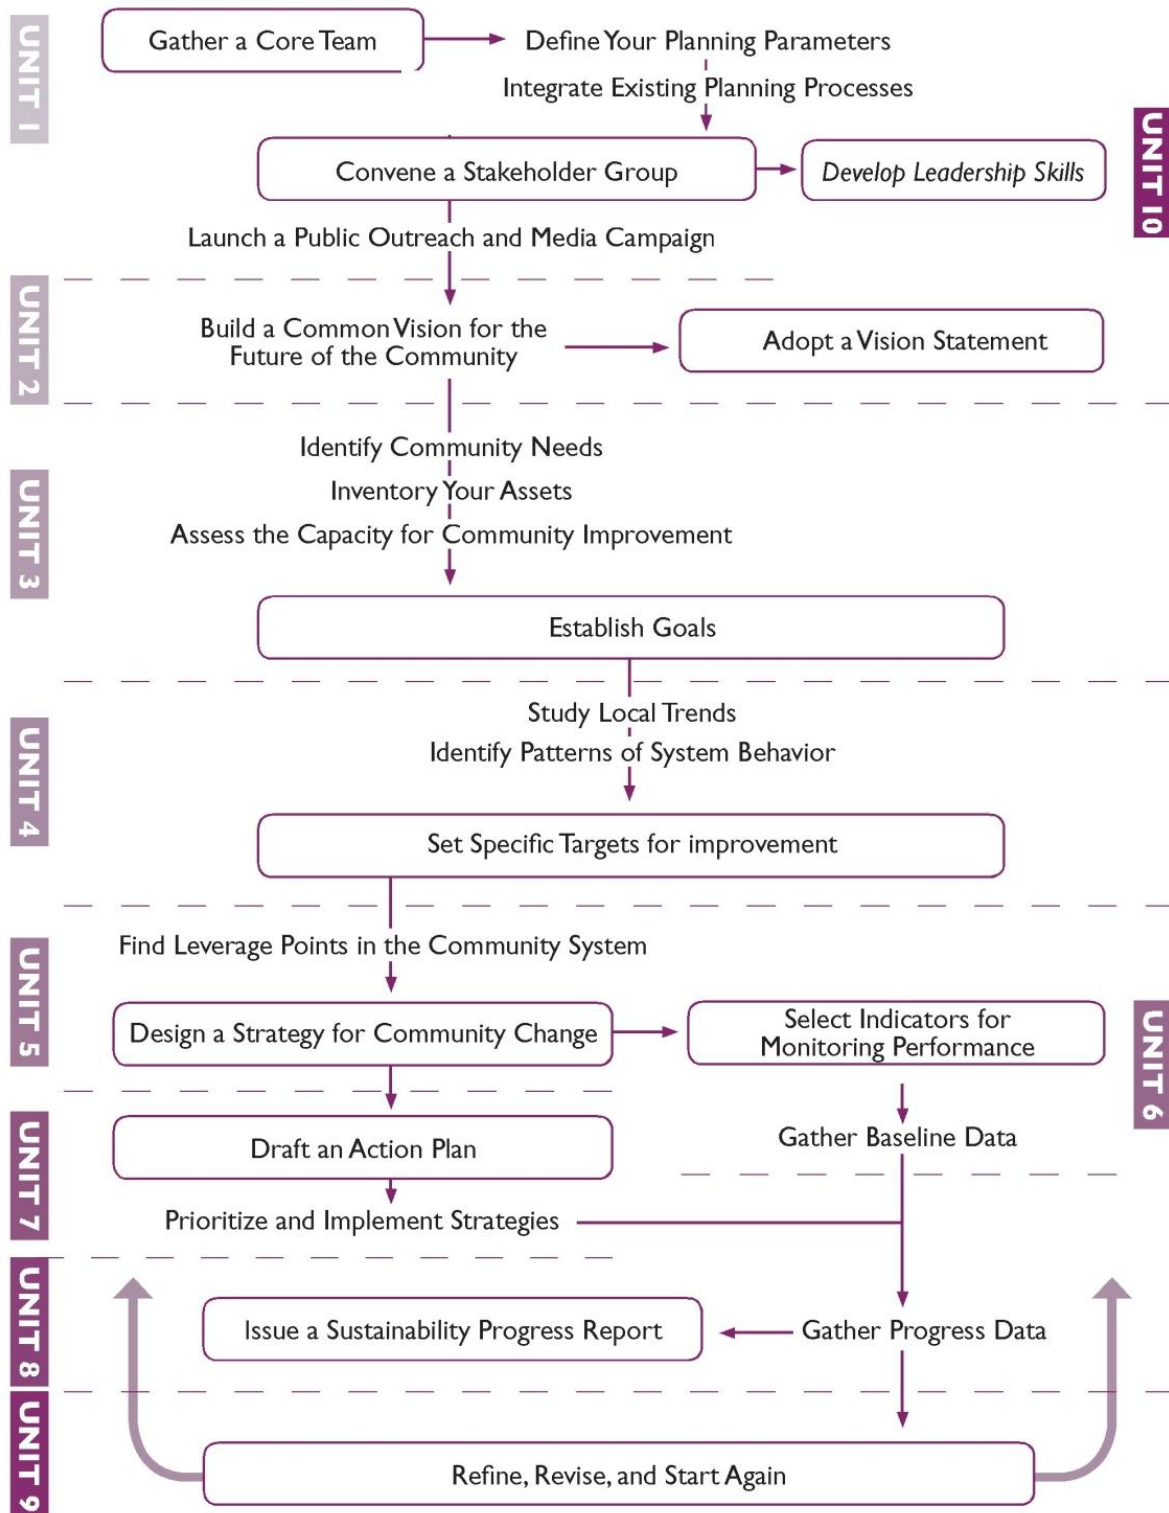 UNIT 1
Gather a Core Team
Define Your Planning Parameters
Integrate Existing Planning Processes
UNIT 10
Convene a Stakeholder Group
Develop Leadership Skills
Launch a Public Outreach and Media Campaign
UNIT 2
Build a Common Vision for the
Future of the Community
Adopt a Vision Statement
UNIT 3
Identify Community Needs
Inventory Your Assets
Assess the Capacity for Community Improvement
Establish Goals
UNIT 4
Study Local Trends
Identify Patterns of System Behavior
Set Specific Targets for improvement
UNIT 5
Find Leverage Points in the Community System
Design a Strategy for Community Change
Select Indicators for
Monitoring Performance
UNIT 6
UNIT 7
Draft an Action Plan
Gather Baseline Data
Prioritize and Implement Strategies
UNIT 8
Issue a Sustainability Progress Report
Gather Progress Data
UNIT 9
Refine, Revise, and Start Again